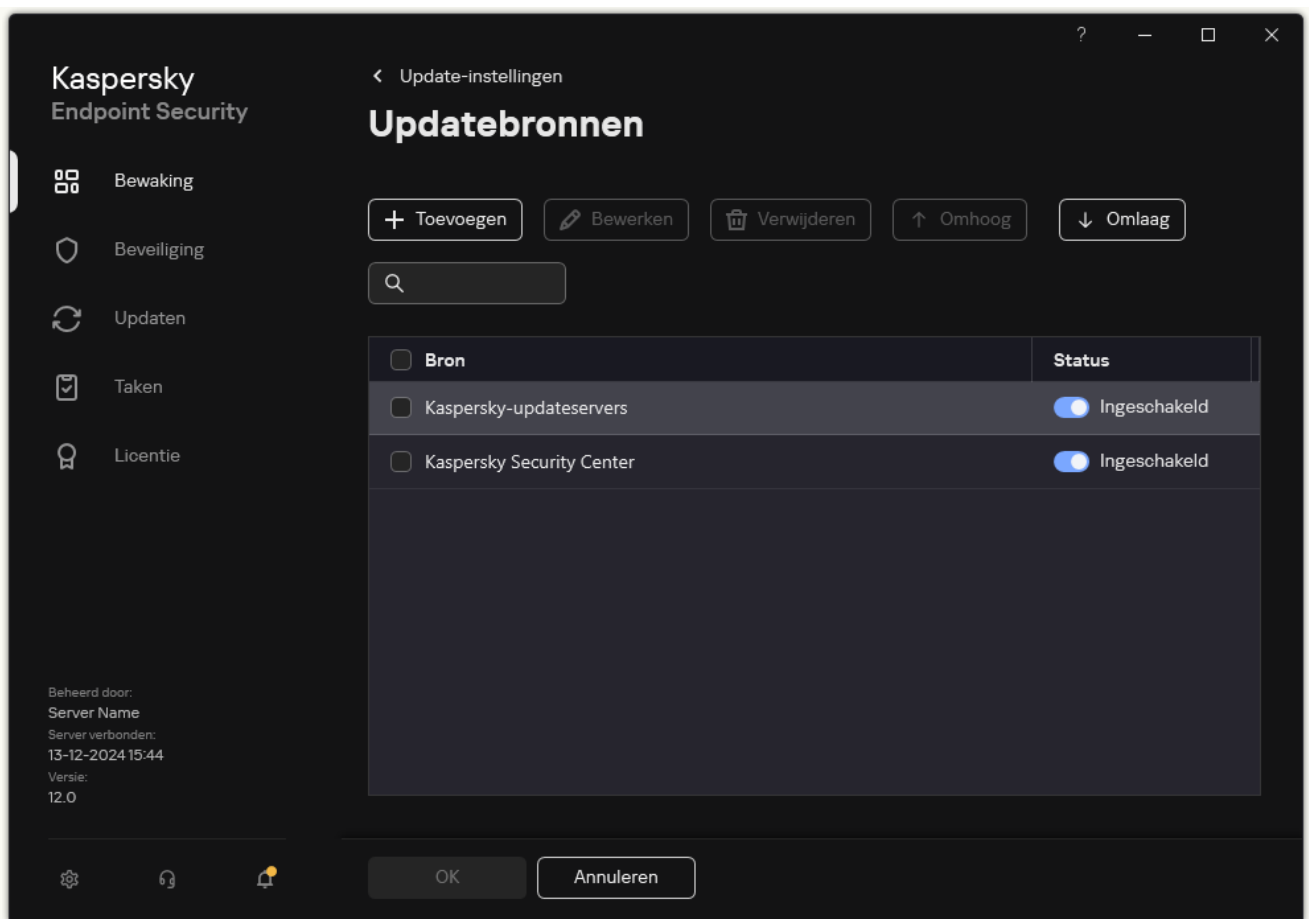 ?
Kaspersky
Endpoint Security
Update-instellingen
Updatebronnen
Bewaking
Beveiliging
Updaten
Taken
Licentie
Toevoegen
Bewerken
Verwijderen
Omhoog
Omlaag
Bron
Status
Kaspersky-updateservers
Ingeschakeld
Kaspersky Security Center
Ingeschakeld
Beheerd door:
Server Name
Server verbonden:
13-12-2024 15:44
Versie:
12.0
OK
Annuleren